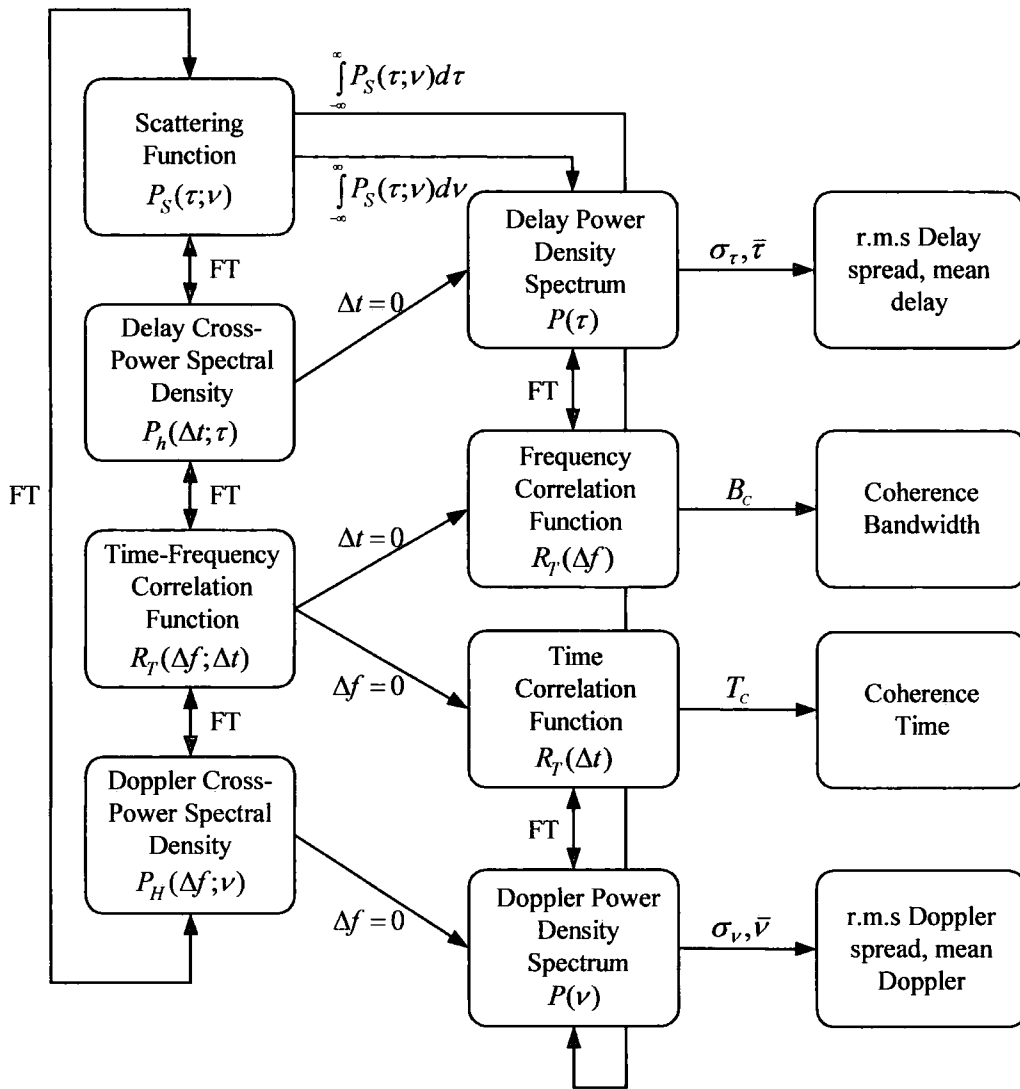 ∫_{-∞}^{∞} P_S(τ;ν)dτ
Scattering
Function
P_S(τ;ν)
∫_{-∞}^{∞} P_S(τ;ν)dν
Delay Power
Density
Spectrum
P(τ)
σ_τ, τ̄
r.m.s Delay
spread, mean
delay
FT
Δt = 0
Delay Cross-
Power Spectral
Density
P_h(Δt;τ)
FT
FT
FT
Frequency
Correlation
Function
R_T(Δf)
B_c
Coherence
Bandwidth
Δt = 0
Time-Frequency
Correlation
Function
R_T(Δf;Δt)
Δf = 0
Time
Correlation
Function
R_T(Δt)
T_c
Coherence
Time
FT
Doppler Cross-
Power Spectral
Density
P_H(Δf;ν)
FT
Δf = 0
Doppler Power
Density
Spectrum
P(ν)
σ_ν, ν̄
r.m.s Doppler
spread, mean
Doppler